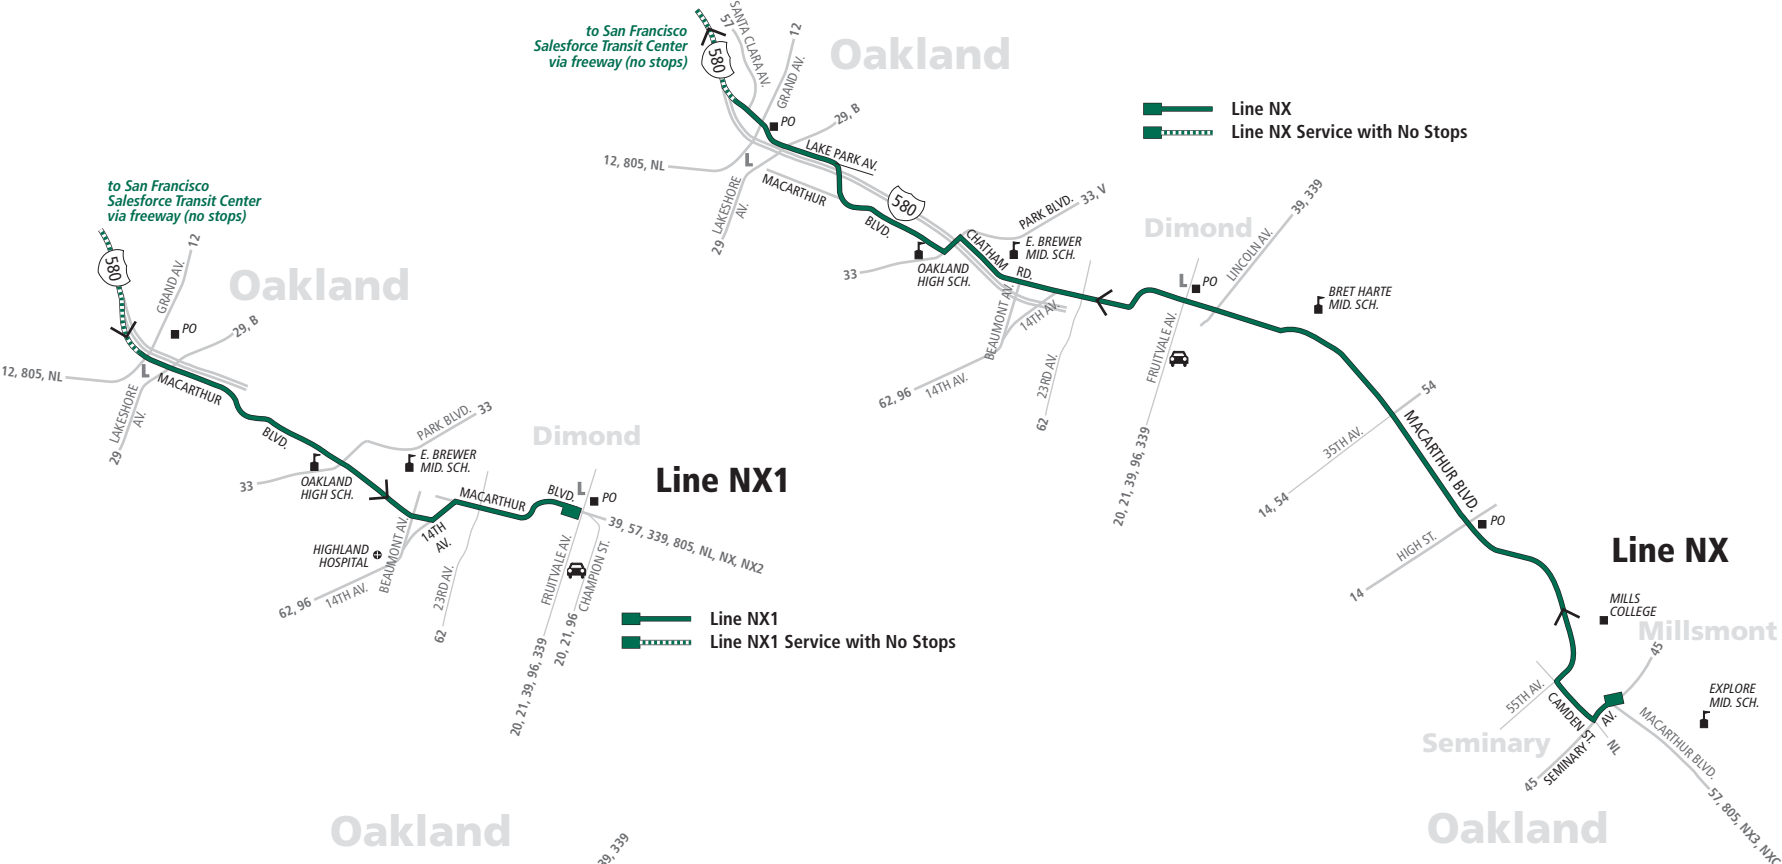 to San Francisco
Salesforce Transit Center
via freeway (no stops)
580
12
GRAND AV.
Oakland
PO
29, B
12, 805, NL
L
MACARTHUR
LAKESHORE
AV.
29
BLVD.
PARK BLVD.
33
E. BREWER
MID. SCH.
OAKLAND
HIGH SCH.
33
Dimond
MACARTHUR
BLVD.
L
PO
Line NX1
39, 57, 339, 805, NL, NX, NX2
14TH
AV.
BEAUMONT AV.
HIGHLAND
HOSPITAL
62, 96
14TH AV.
23RD AV.
62
FRUITVALE AV.
CHAMPION ST.
20, 21, 96
20, 21, 39, 96, 339
Line NX1
Line NX1 Service with No Stops
Oakland
39, 339
to San Francisco
Salesforce Transit Center
via freeway (no stops)
57
SANTA CLARA AV.
580
12
GRAND AV.
Oakland
PO
29, B
Line NX
Line NX Service with No Stops
12, 805, NL
L
LAKE PARK AV.
MACARTHUR
BLVD.
LAKESHORE
AV.
29
580
PARK BLVD.
33, V
CHATHAM
RD.
E. BREWER
MID. SCH.
OAKLAND
HIGH SCH.
33
Dimond
L
PO
LINCOLN AV.
39, 339
BRET HARTE
MID. SCH.
BEAUMONT AV.
14TH AV.
62, 96
14TH AV.
23RD AV.
62
FRUITVALE AV.
20, 21, 39, 96, 339
54
35TH AV.
14, 54
MACARTHUR BLVD.
PO
HIGH ST.
14
Line NX
MILLS
COLLEGE
Millsmont
45
EXPLORE
MID. SCH.
55TH AV.
CAMDEN ST.
SEMINARY
AV.
NL
Seminary
45
MACARTHUR BLVD.
57, 805, NX3, NXC
Oakland